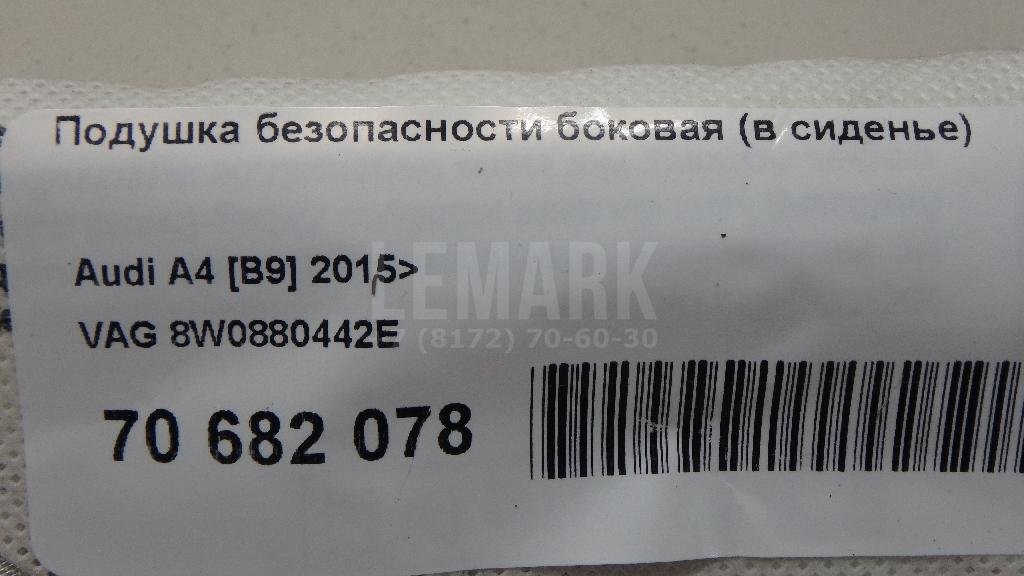 Подушка безопасности боковая (в сиденье)
Audi A4 [B9] 2015>
LEMARK
VAG 8W0880442E
(8172) 70-60-30
70 682 078